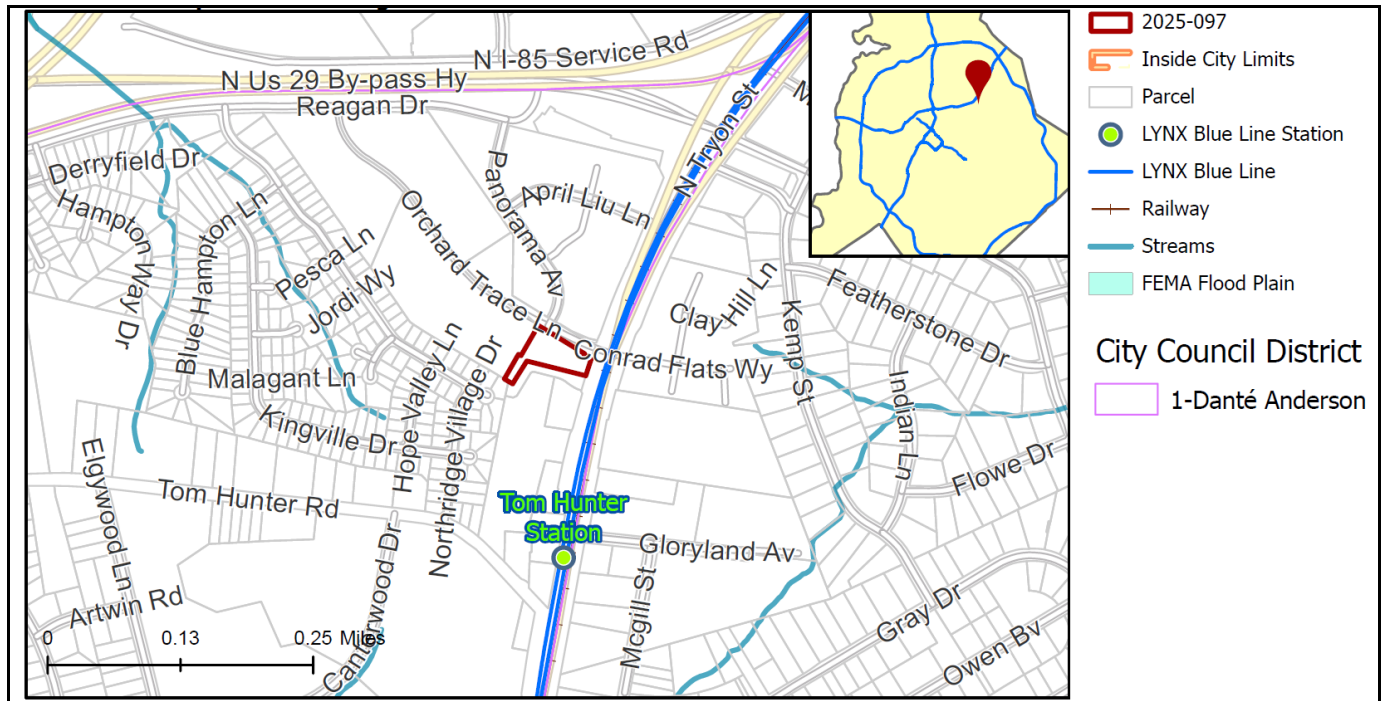 N I-85 Service Rd
N Us 29 By-pass Hy
Reagan Dr
N Tryon St
M
Derryfield Dr
Hampton Way Dr
Blue Hampton Ln
Pesca Ln
Jordi Wy
Malagant Ln
Kingville Dr
Orchard Trace Ln
Panorama Av
April Liu Ln
Hope Valley Ln
Northridge Village Dr
Conrad Flats Wy
Clay Hill Ln
Kemp St
Featherstone Dr
Indian Ln
Flowe Dr
Elgywood Ln
Tom Hunter Rd
Tom Hunter
Station
Gloryland Av
Mcgill St
Canterwood Dr
Artwin Rd
Gray Dr
Owen Bv
0 0.13 0.25 Miles
2025-097
Inside City Limits
Parcel
LYNX Blue Line Station
LYNX Blue Line
Railway
Streams
FEMA Flood Plain
City Council District
1-Danté Anderson